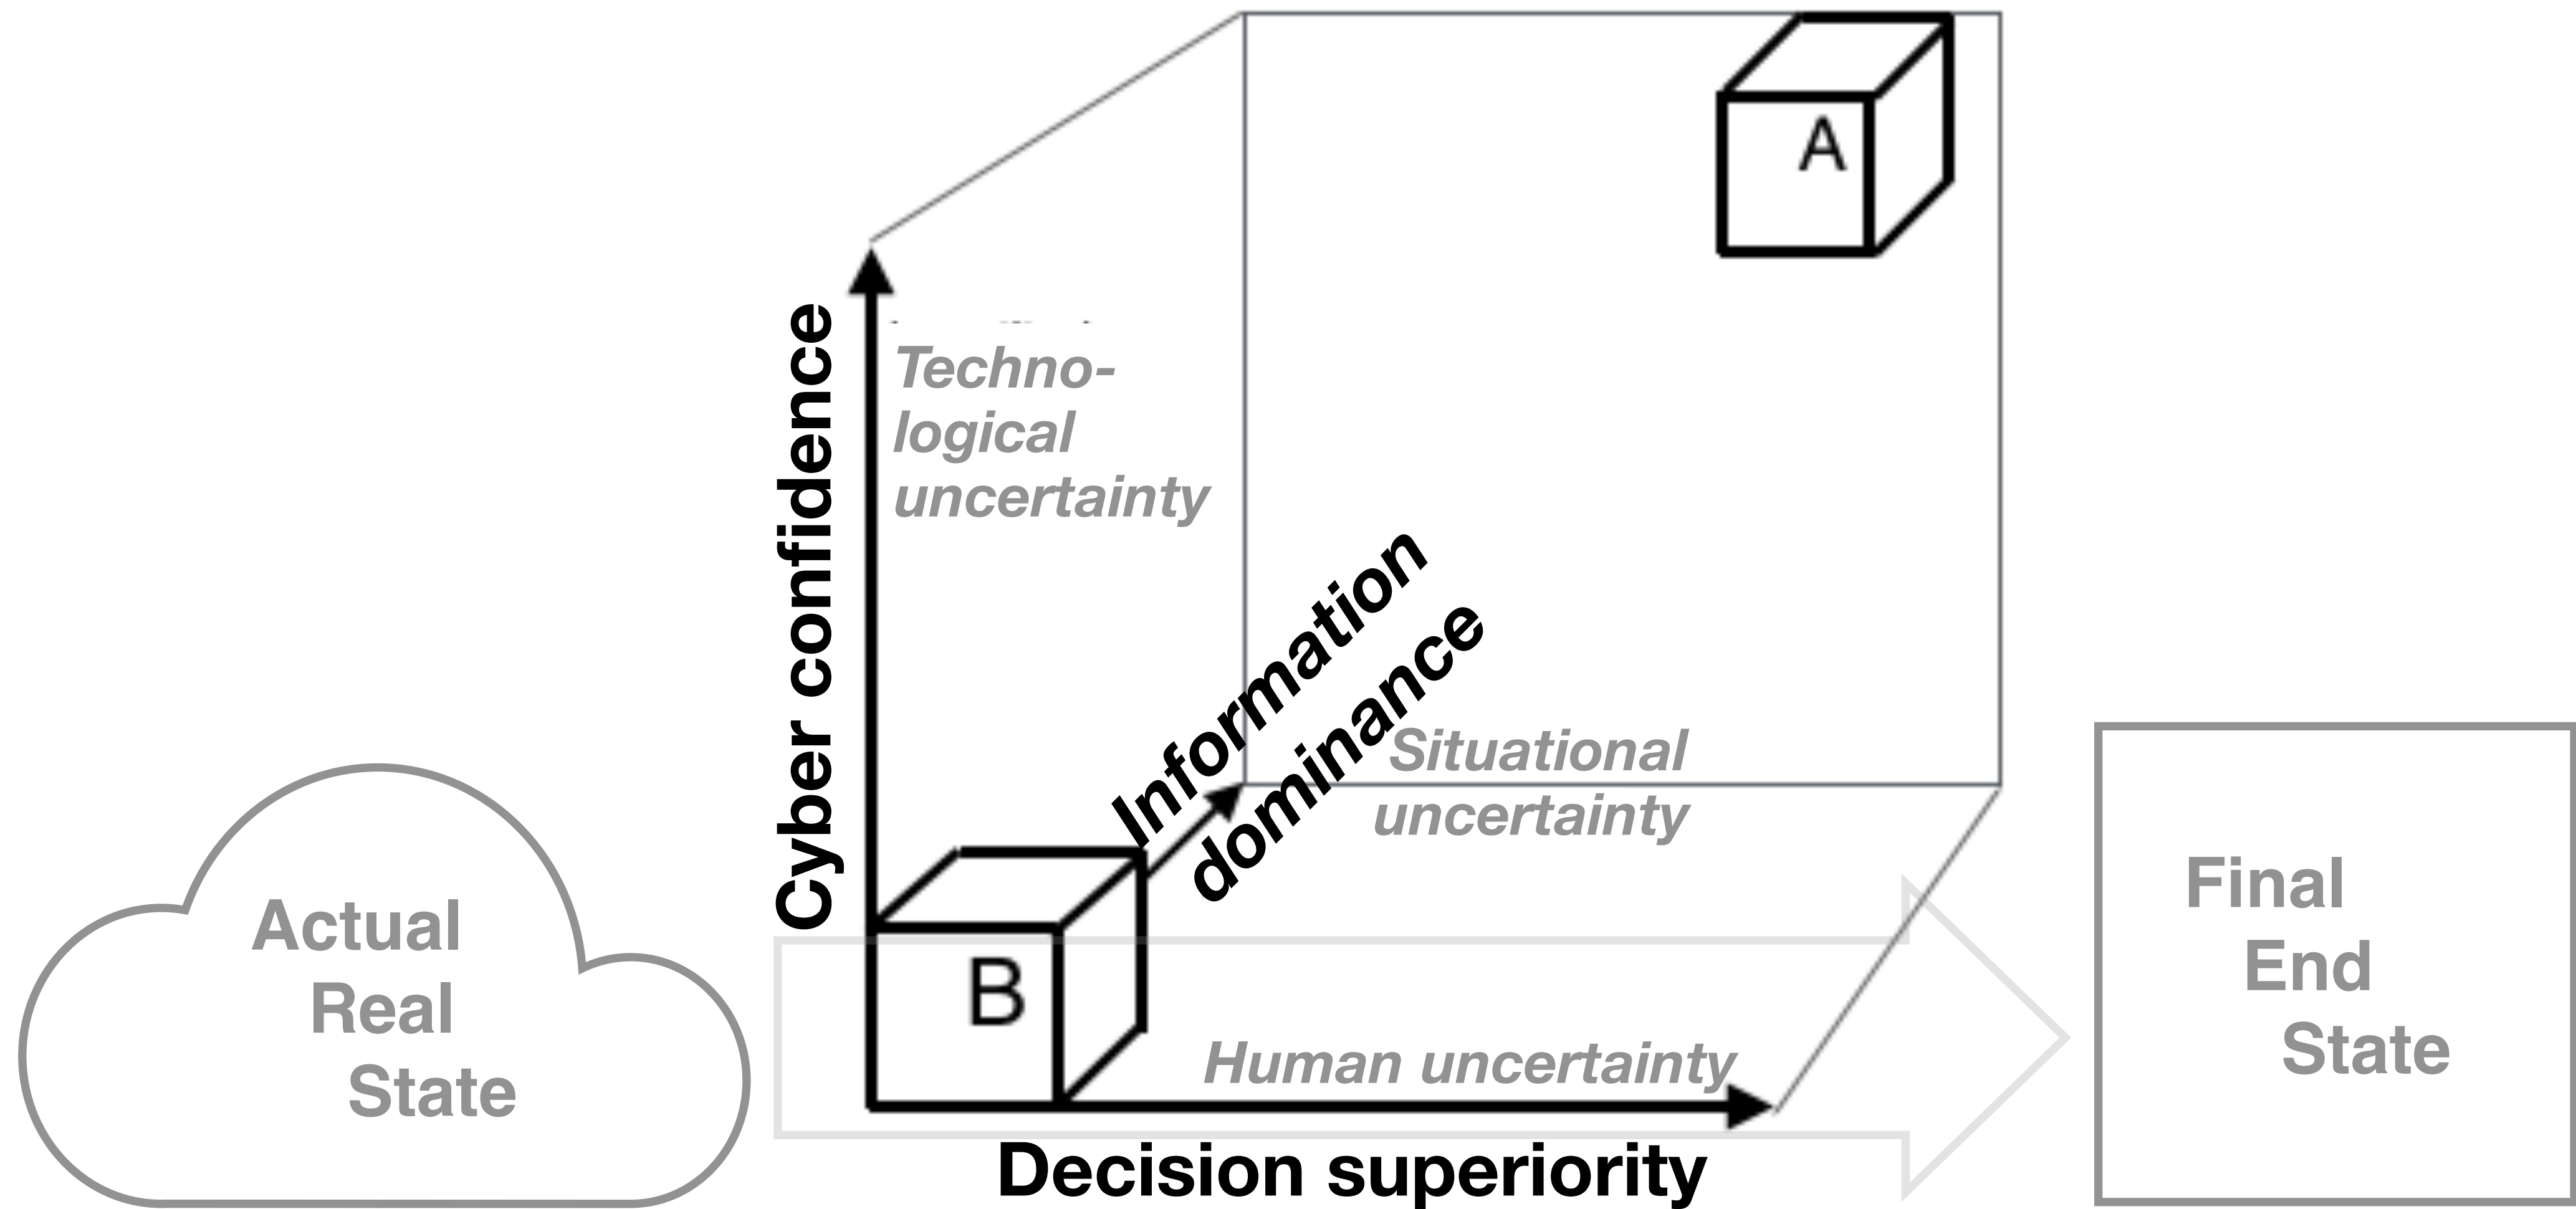 A
Cyber confidence
Techno-
logical
uncertainty
Information
dominance
Situational
uncertainty
Actual
Real
State
B
Human uncertainty
Decision superiority
Final
End
State